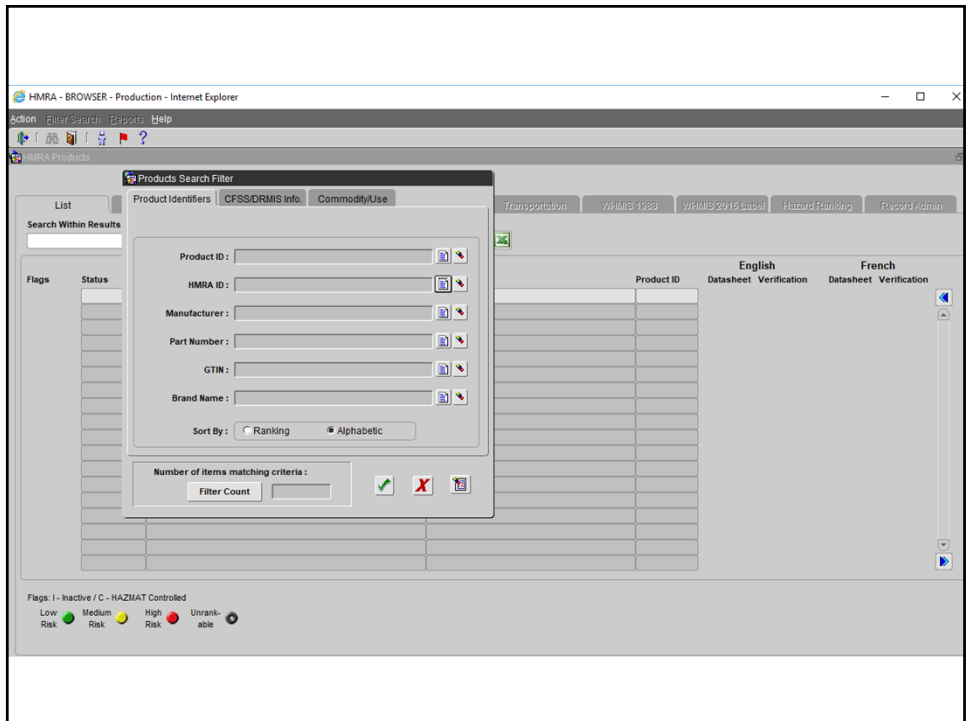 HMRA - BROWSER - Production - Internet Explorer
Action Filter Search Reports Help
HMRA Products
Products Search Filter
Product Identifiers CFSS/DRMIS Info. Commodity/Use
List Transportation WHMIS 1988 WHMIS 2015 Label Hazard Ranking Record Admin
Search Within Results
English French
Flags Status Product ID Datasheet Verification Datasheet Verification
Product ID :
HMRA ID :
Manufacturer :
Part Number :
GTIN :
Brand Name :
Sort By : Ranking Alphabetic
Number of items matching criteria :
Filter Count
Flags: I - Inactive / C - HAZMAT Controlled
Low Risk Medium Risk High Risk Unrank-
able